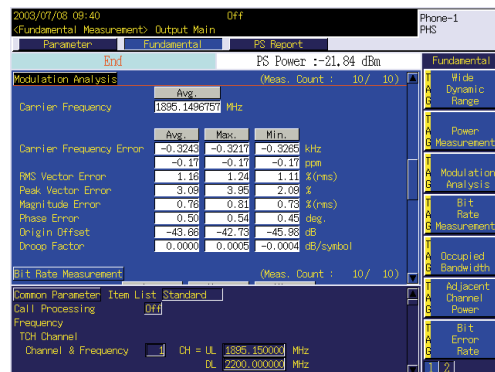 2003/07/08 09:40 Off Phone-1
<Fundamental Measurement> Output Main PHS
Parameter Fundamental PS Report
End PS Power :-21.84 dBm Fundamental
Modulation Analysis (Meas. Count : 10/ 10)
Avg.
Carrier Frequency 1895.1496757 MHz
Avg. Max. Min.
Carrier Frequency Error -0.3243 -0.3217 -0.3265 kHz
-0.17 -0.17 -0.17 ppm
RMS Vector Error 1.16 1.24 1.11 %(rms)
Peak Vector Error 3.09 3.95 2.09 %
Magnitude Error 0.76 0.81 0.73 %(rms)
Phase Error 0.50 0.54 0.45 deg.
Origin Offset -43.66 -42.73 -45.98 dB
Droop Factor 0.0000 0.0005 -0.0004 dB/symbol
Bit Rate Measurement (Meas. Count : 10/ 10)
Common Parameter Item List Standard
Call Processing Off
Frequency
TCH Channel
Channel & Frequency 1 CH = UL 1895.150000 MHz
DL 2200.000000 MHz
TAG Wide Dynamic Range
TAG Power Measurement
TAG Modulation Analysis
TAG Bit Rate Measurement
TAG Occupied Bandwidth
TAG Adjacent Channel Power
TAG Bit Error Rate
1 2